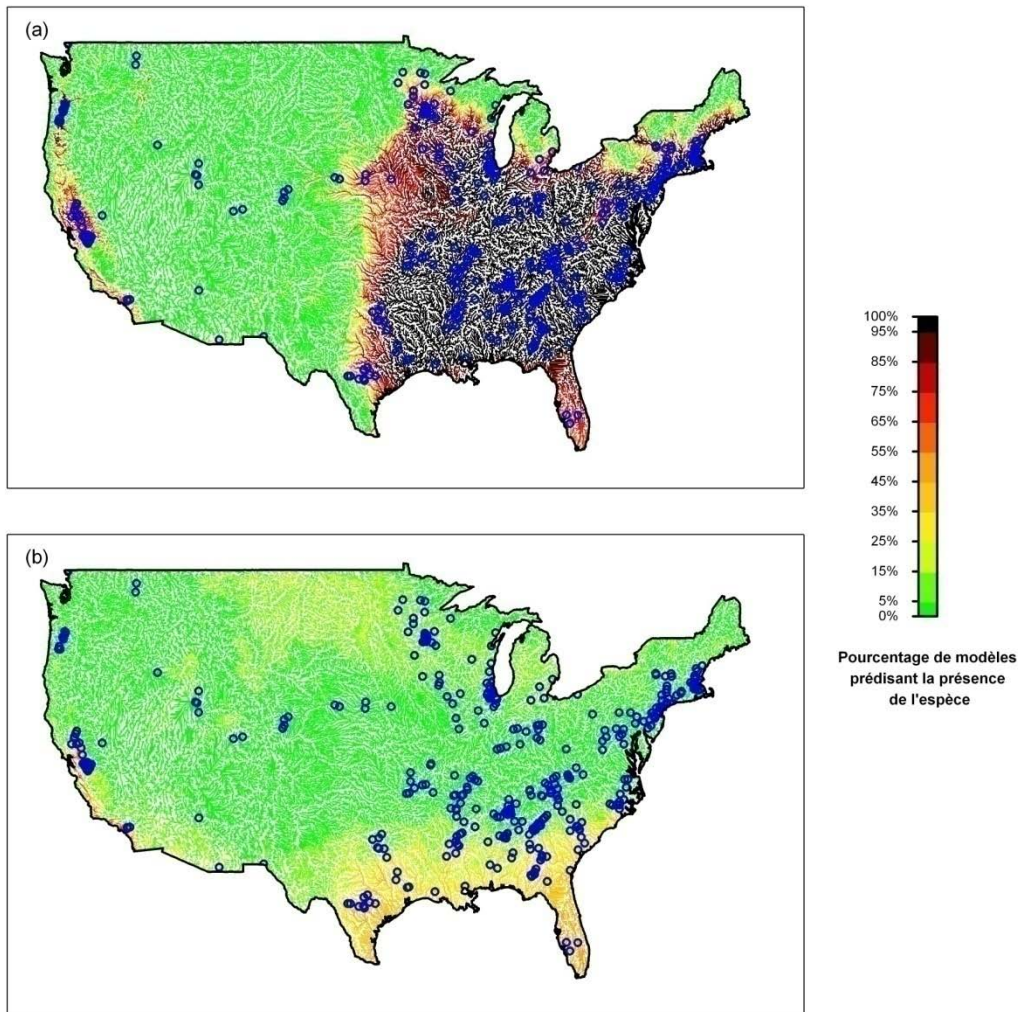 (a)
100%
95%
85%
75%
65%
55%
45%
35%
25%
15%
5%
0%
Pourcentage de modèles
prédisant la présence
de l'espèce
(b)